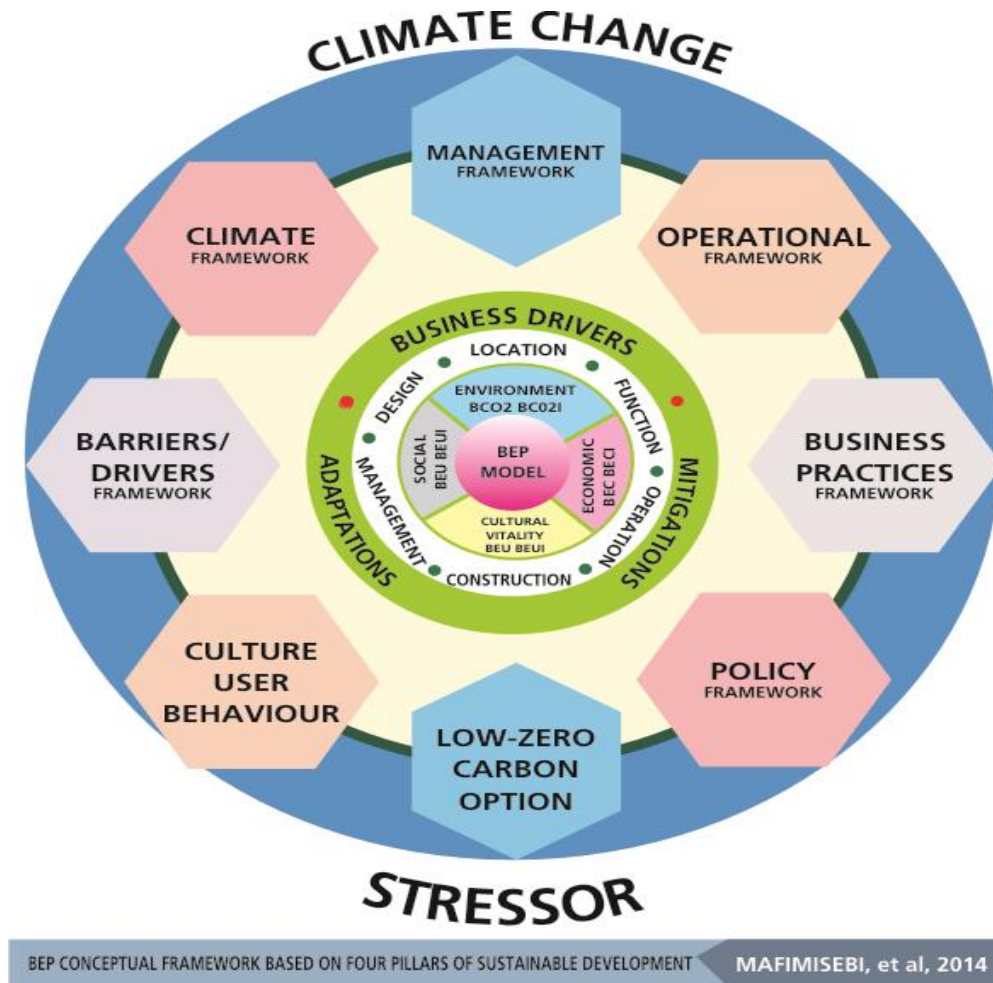 CLIMATE CHANGE
MANAGEMENT
FRAMEWORK
CLIMATE
FRAMEWORK
OPERATIONAL
FRAMEWORK
BARRIERS/
DRIVERS
FRAMEWORK
BUSINESS
PRACTICES
FRAMEWORK
BUSINESS DRIVERS
ADAPTATIONS
MITIGATIONS
LOCATION
DESIGN
FUNCTION
MANAGEMENT
OPERATION
CONSTRUCTION
ENVIRONMENT
BCO2 BC02I
SOCIAL
BEU BEUI
BEP
MODEL
ECONOMIC
BEC BECI
CULTURAL
VITALITY
BEU BEUI
CULTURE
USER
BEHAVIOUR
POLICY
FRAMEWORK
LOW-ZERO
CARBON
OPTION
STRESSOR
BEP CONCEPTUAL FRAMEWORK BASED ON FOUR PILLARS OF SUSTAINABLE DEVELOPMENT
MAFIMISEBI, et al, 2014